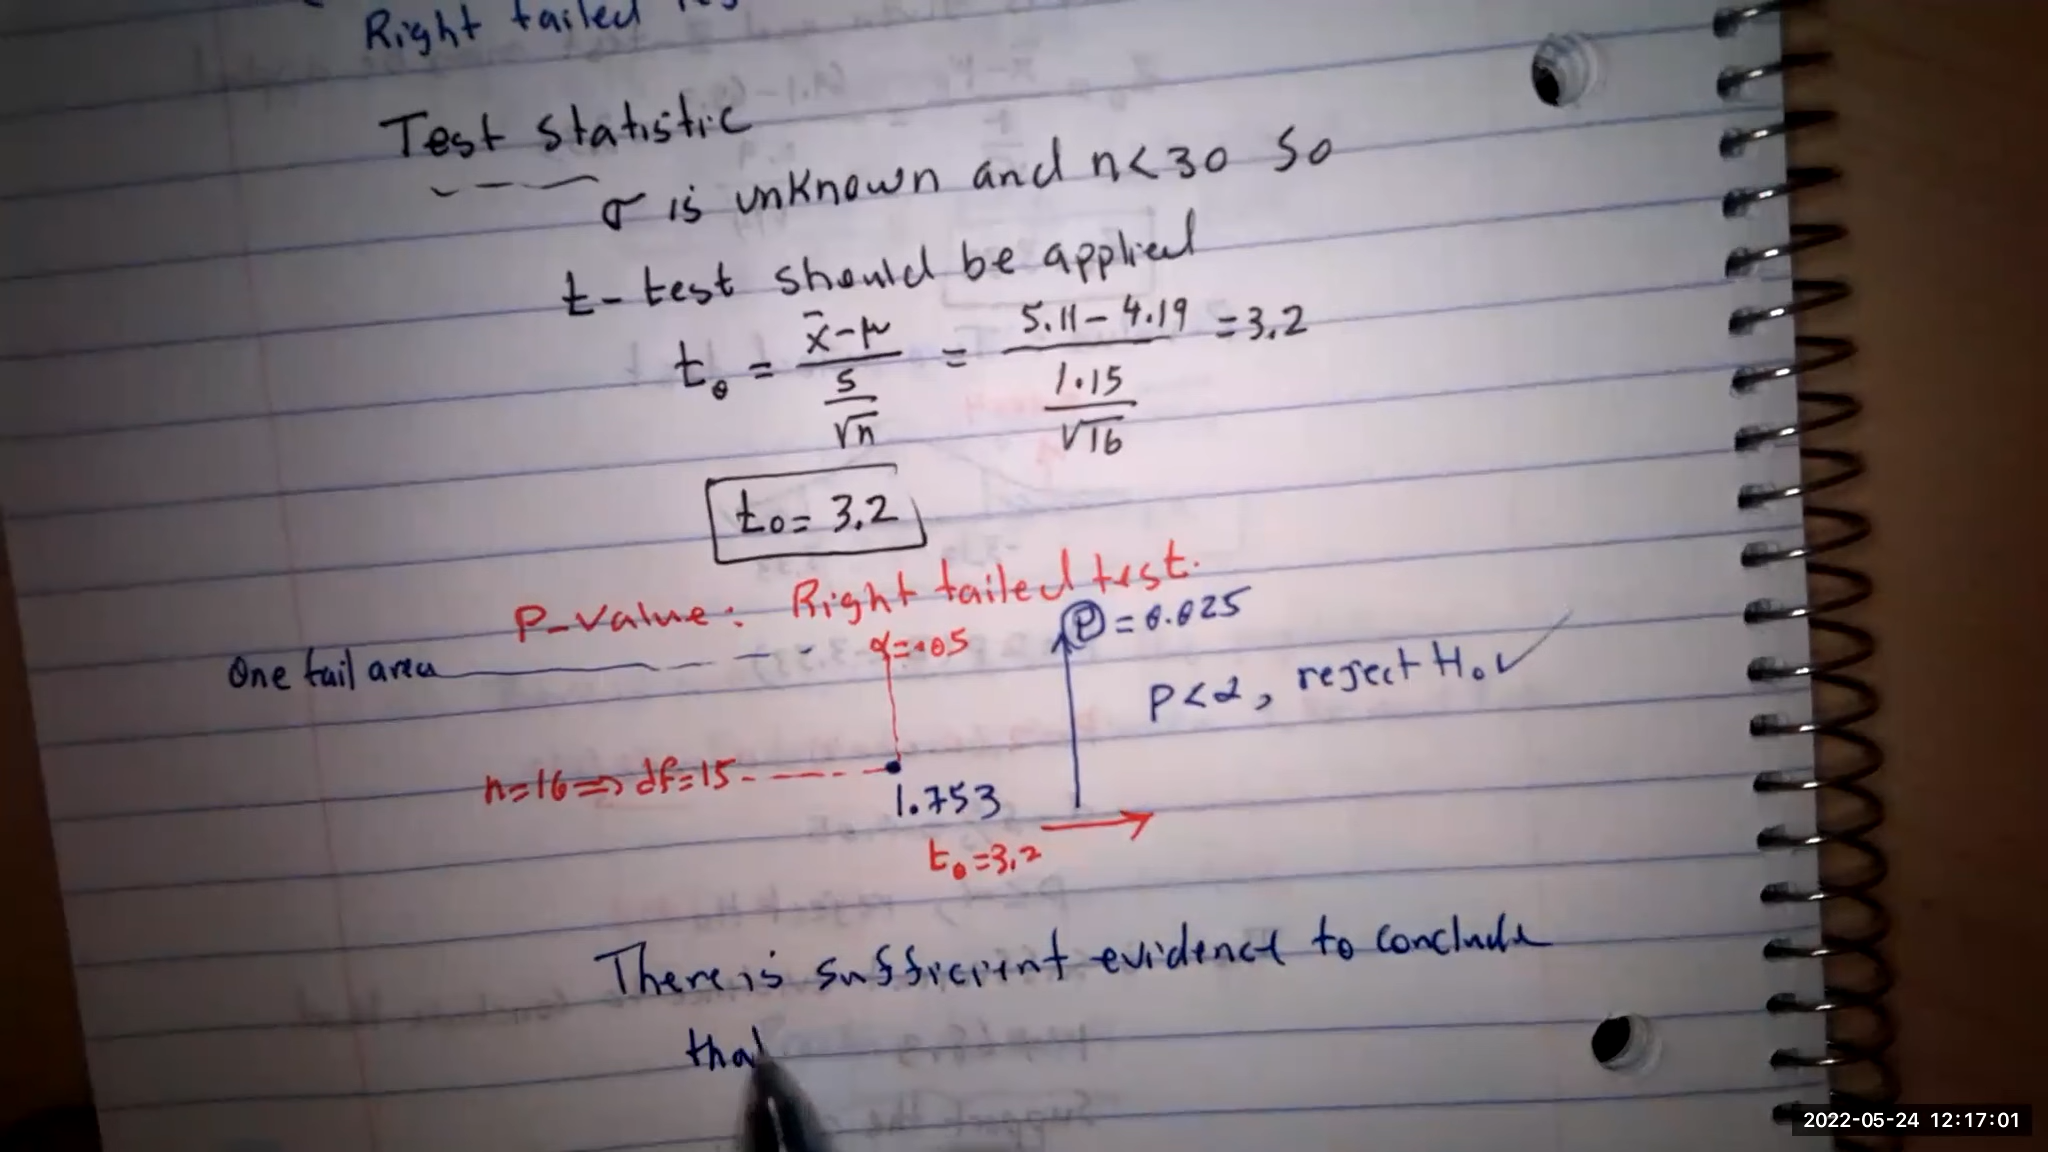 Right tailed
Test statistic
σ is unknown and n<30 So
t-test should be applied
t₀ = x̄-μ / s/√n = 5.11-4.19 / 1.15/√16 =3.2
t₀= 3.2
P-value: Right tailed test.
One tail area α=.05 P=0.025
P<α, reject H₀ ✓
n=16⇒df=15
1.753
t₀=3.2
There is sufficient evidence to conclude
that
2022-05-24 12:17:01